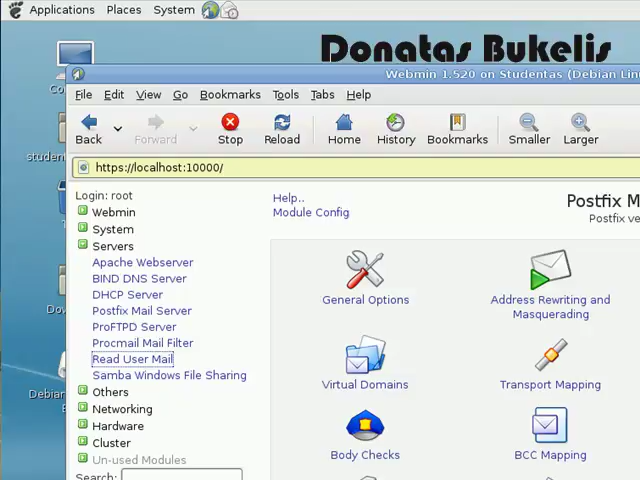 Applications Places System
Donatas Bukelis
Webmin 1.520 on Studentas (Debian
File Edit View Go Bookmarks Tools Tabs Help
Back Forward Stop Reload Home History Bookmarks Smaller Larger
https://localhost:10000/
Login: root
Webmin
System
Servers
Apache Webserver
BIND DNS Server
DHCP Server
Postfix Mail Server
ProFTPD Server
Procmail Mail Filter
Read User Mail
Samba Windows File Sharing
Others
Networking
Hardware
Cluster
Un-used Modules
Search:
Help..
Module Config
Postfix M
Postfix ve
General Options
Address Rewriting and
Masquerading
Virtual Domains
Transport Mapping
Body Checks
BCC Mapping
studen
Debian